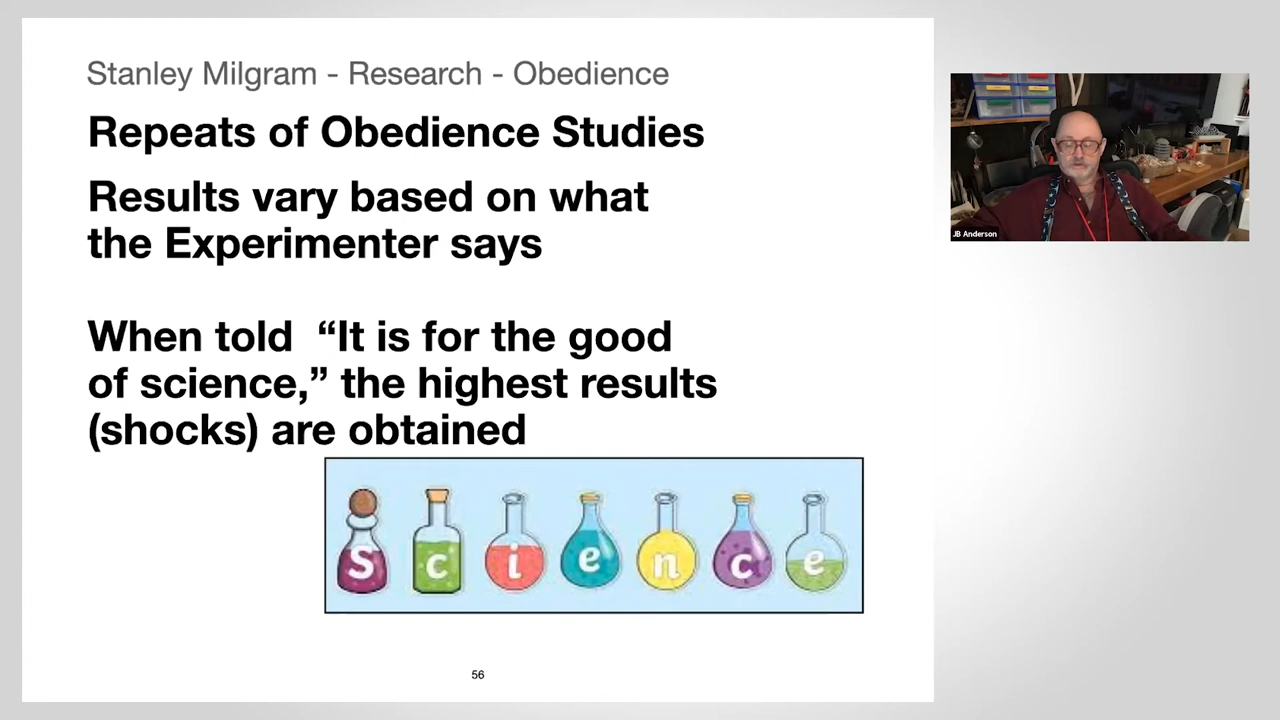 Stanley Milgram - Research - Obedience
Repeats of Obedience Studies
Results vary based on what
the Experimenter says
When told “It is for the good
of science,” the highest results
(shocks) are obtained
Science
56
JB Anderson